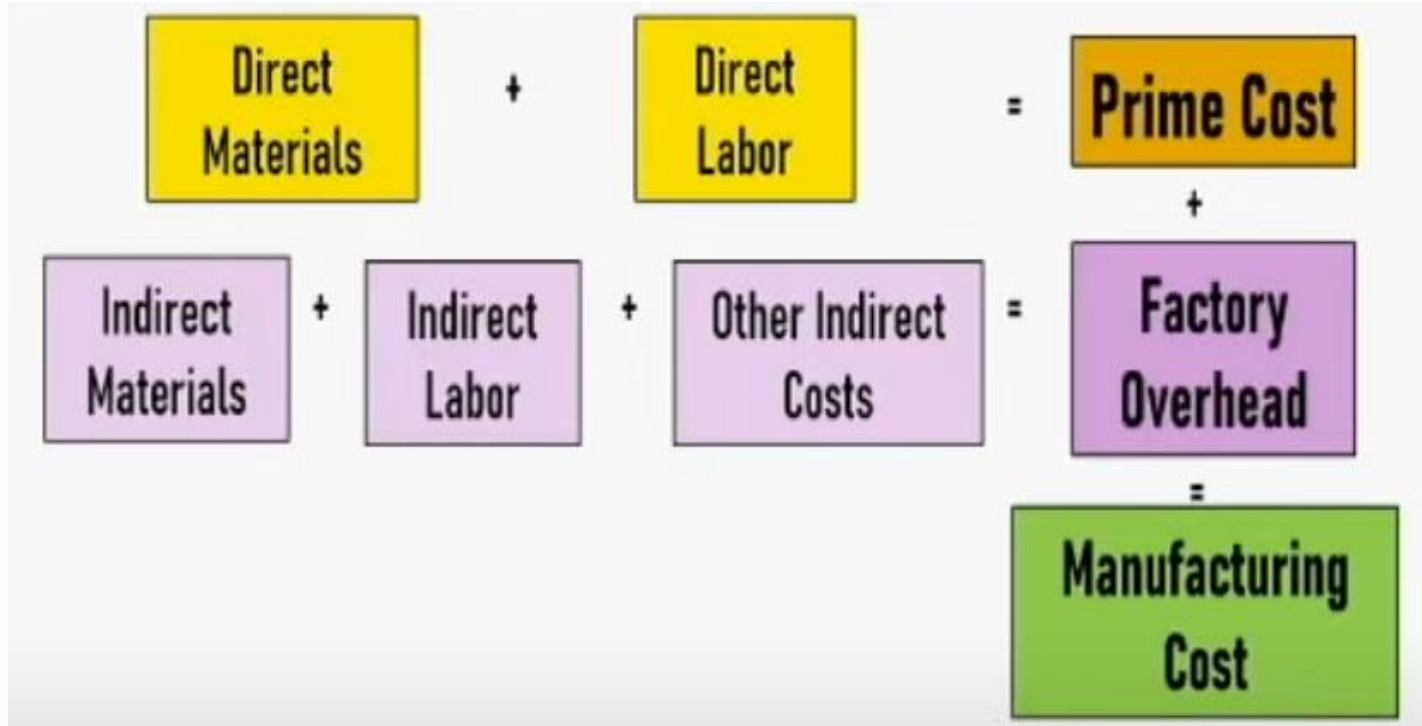 Direct
Materials
+
Direct
Labor
=
Prime Cost
+
Indirect
Materials
+
Indirect
Labor
+
Other Indirect
Costs
=
Factory
Overhead
=
Manufacturing
Cost